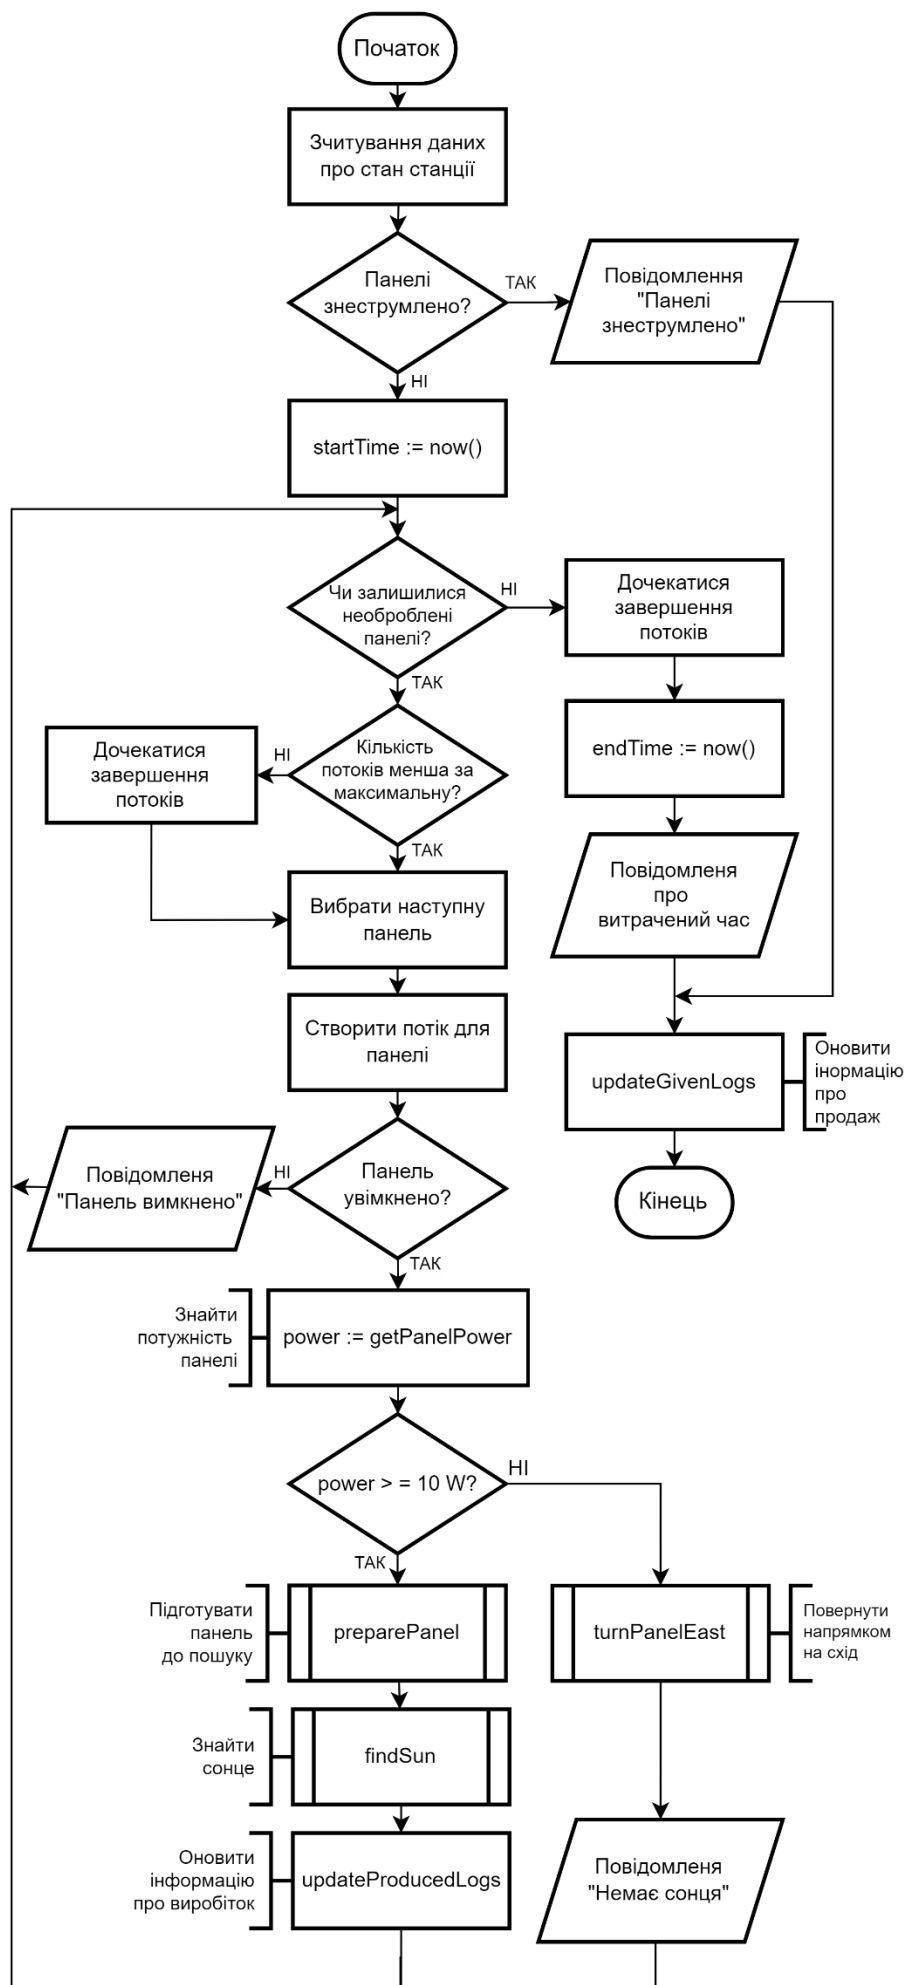 Початок
Зчитування даних
про стан станції
Панелі
знеструмлено?
ТАК
Повідомлення
"Панелі
знеструмлено"
НІ
startTime := now()
Чи залишилися
необроблені
панелі?
НІ
Дочекатися
завершення
потоків
ТАК
Кількість
потоків менша за
максимальну?
НІ
Дочекатися
завершення
потоків
endTime := now()
ТАК
Повідомленя
про
витрачений час
Вибрати наступну
панель
Створити потік для
панелі
updateGivenLogs
Оновити
інормацію
про
продаж
Панель
увімкнено?
НІ
Повідомленя
"Панель вимкнено"
Кінець
ТАК
Знайти
потужність
панелі
power := getPanelPower
power > = 10 W?
НІ
ТАК
Підготувати
панель
до пошуку
preparePanel
turnPanelEast
Повернути
напрямком
на схід
Знайти
сонце
findSun
Оновити
інформацію
про виробіток
updateProducedLogs
Повідомленя
"Немає сонця"